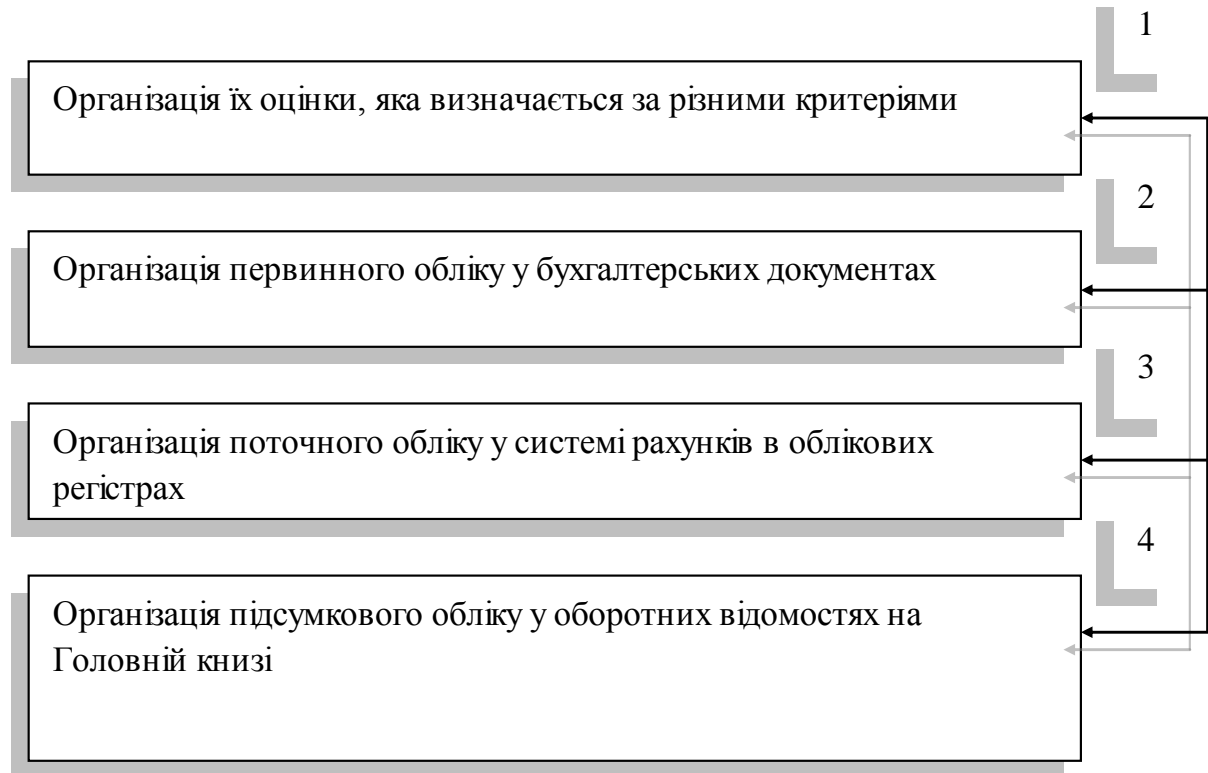 1
Організація їх оцінки, яка визначається за різними критеріями
2
Організація первинного обліку у бухгалтерських документах
3
Організація поточного обліку у системі рахунків в облікових
регістрах
4
Організація підсумкового обліку у оборотних відомостях на
Головній книзі